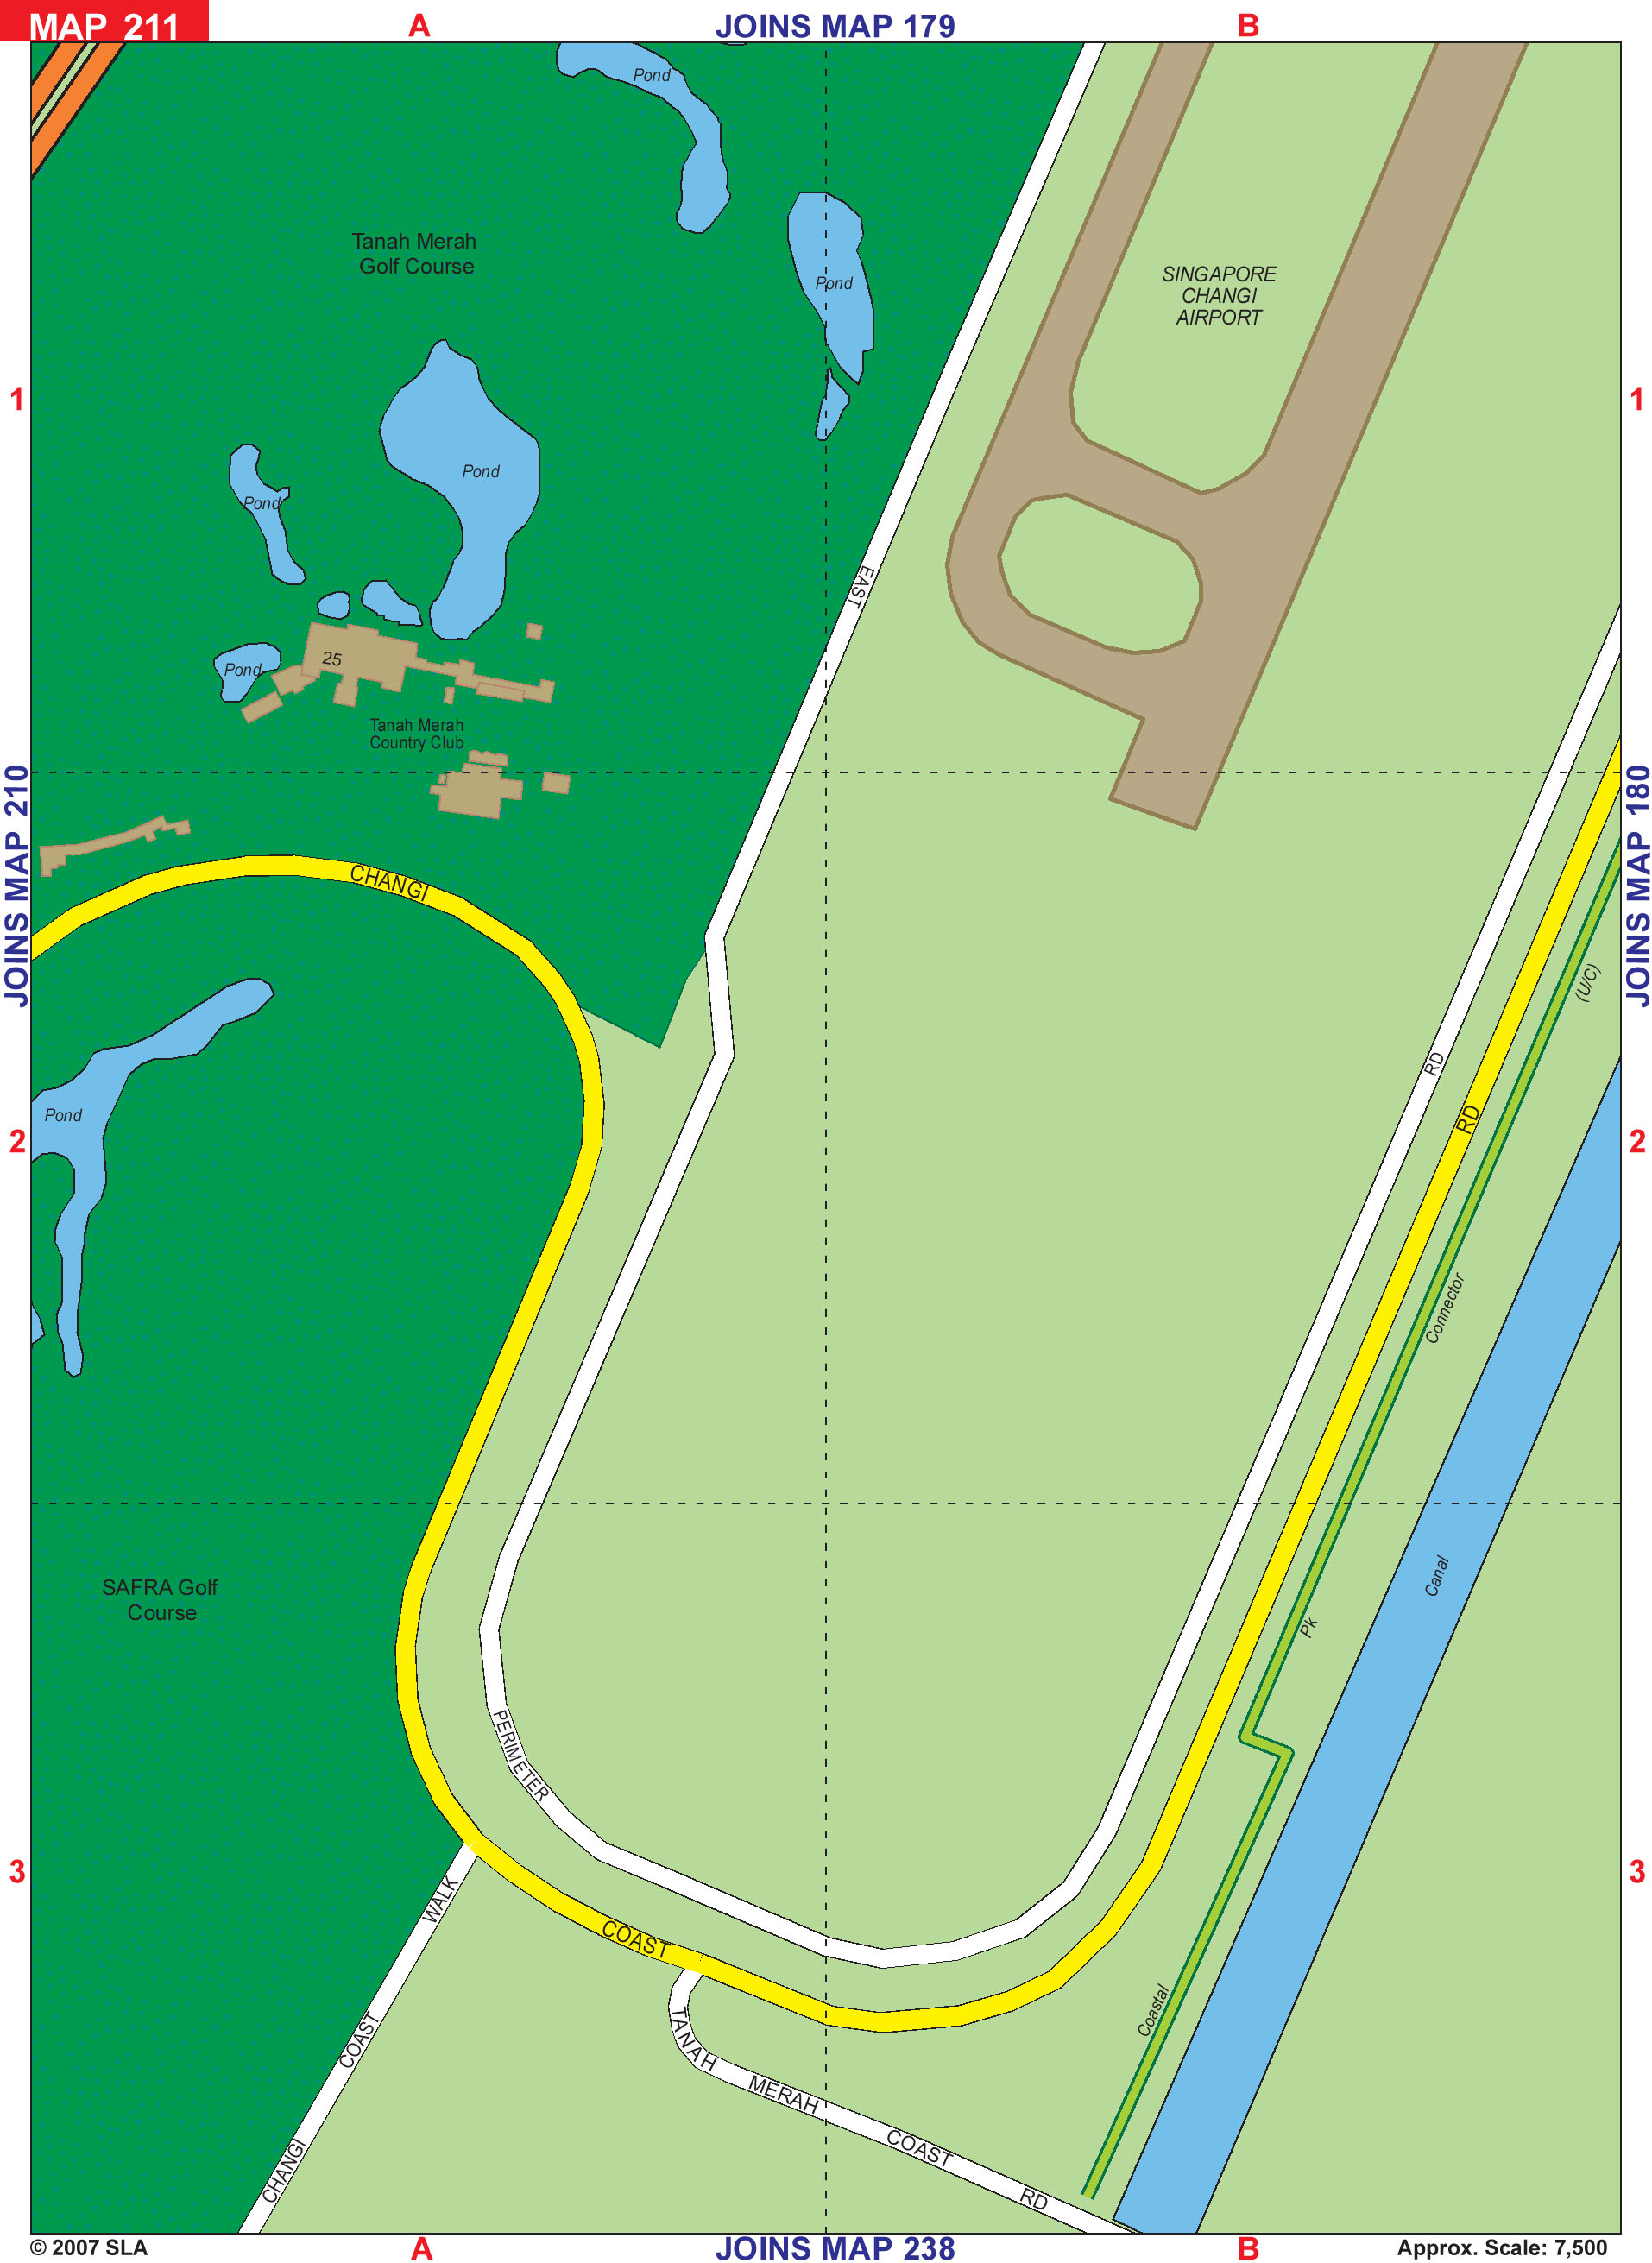 MAP 211
A
JOINS MAP 179
B
Pond
Tanah Merah
Golf Course
Pond
SINGAPORE
CHANGI
AIRPORT
1
1
Pond
Pond
EAST
25
Pond
Tanah Merah
Country Club
JOINS MAP 210
JOINS MAP 180
CHANGI
(U/C)
RD
Pond
RD
2
2
Connector
SAFRA Golf
Course
Canal
Pk
PERIMETER
3
3
WALK
COAST
COAST
Coastal
TANAH
MERAH
COAST
CHANGI
RD
© 2007 SLA
A
JOINS MAP 238
B
Approx. Scale: 7,500